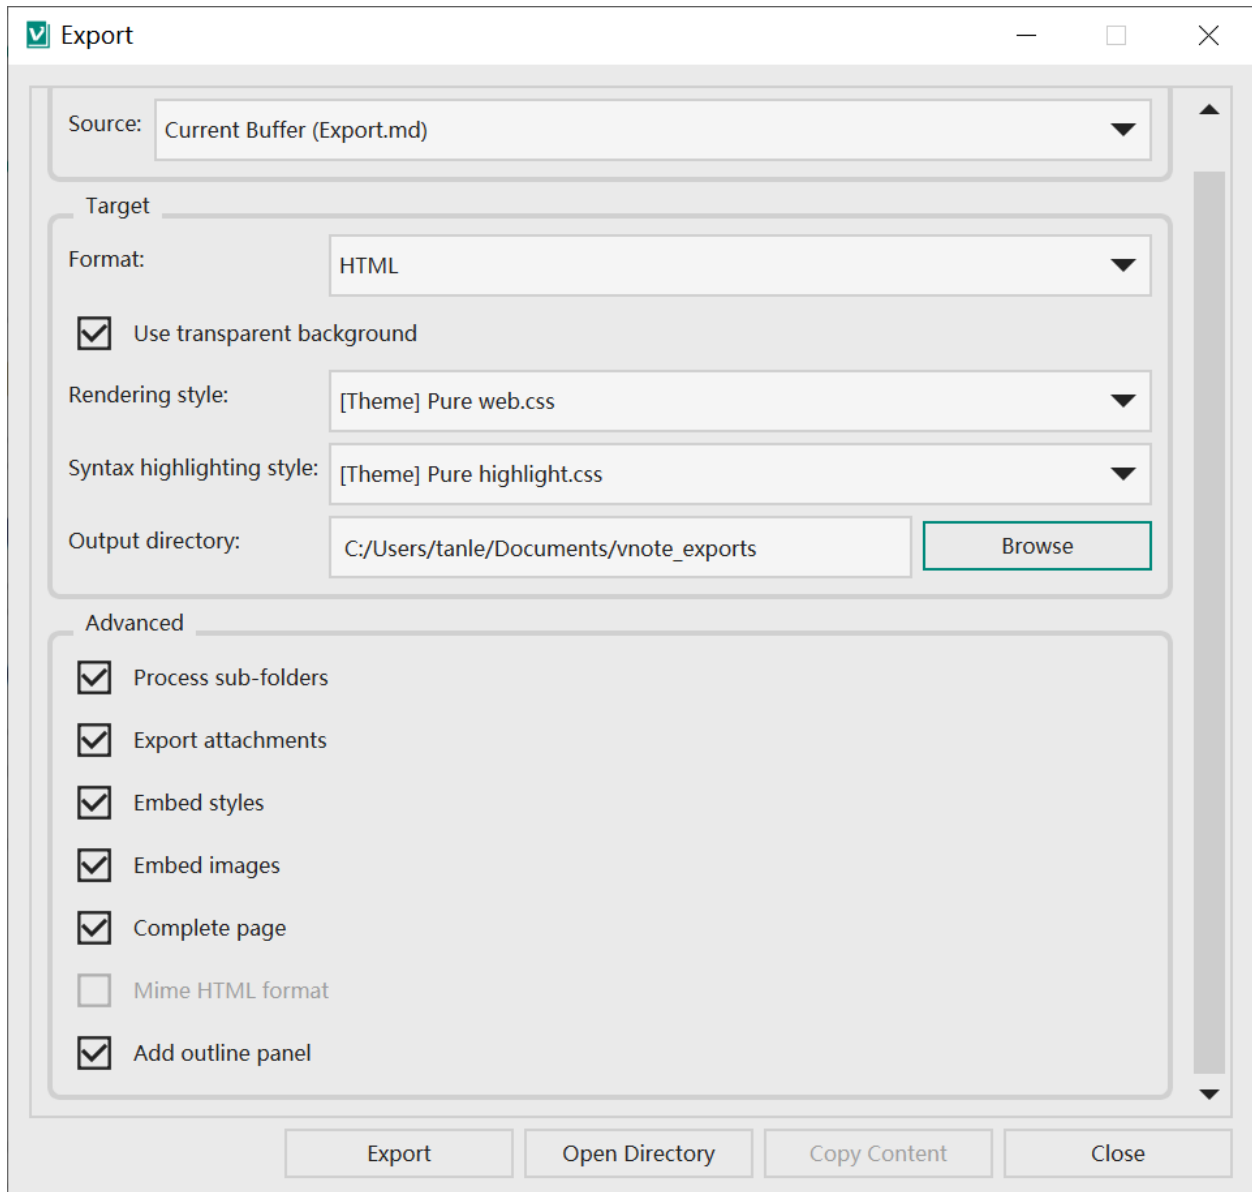 Export
Source:
Current Buffer (Export.md)
Target
Format:
HTML
Use transparent background
Rendering style:
[Theme] Pure web.css
Syntax highlighting style:
[Theme] Pure highlight.css
Output directory:
C:/Users/tanle/Documents/vnote_exports
Browse
Advanced
Process sub-folders
Export attachments
Embed styles
Embed images
Complete page
Mime HTML format
Add outline panel
Export
Open Directory
Copy Content
Close